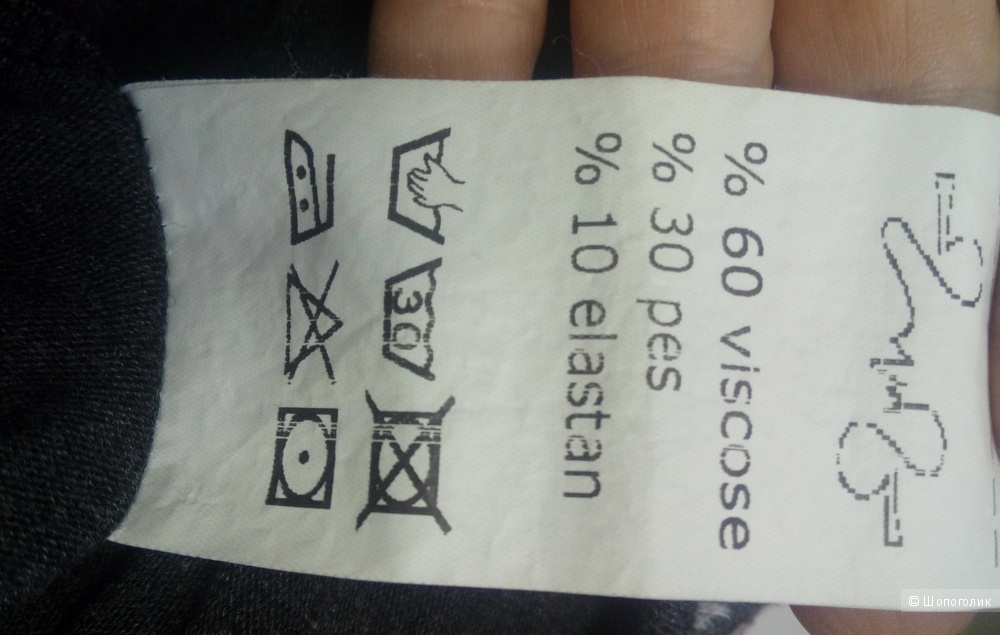 % 60 viscose
% 30 pes
% 10 elastan
30
© Шопоголик